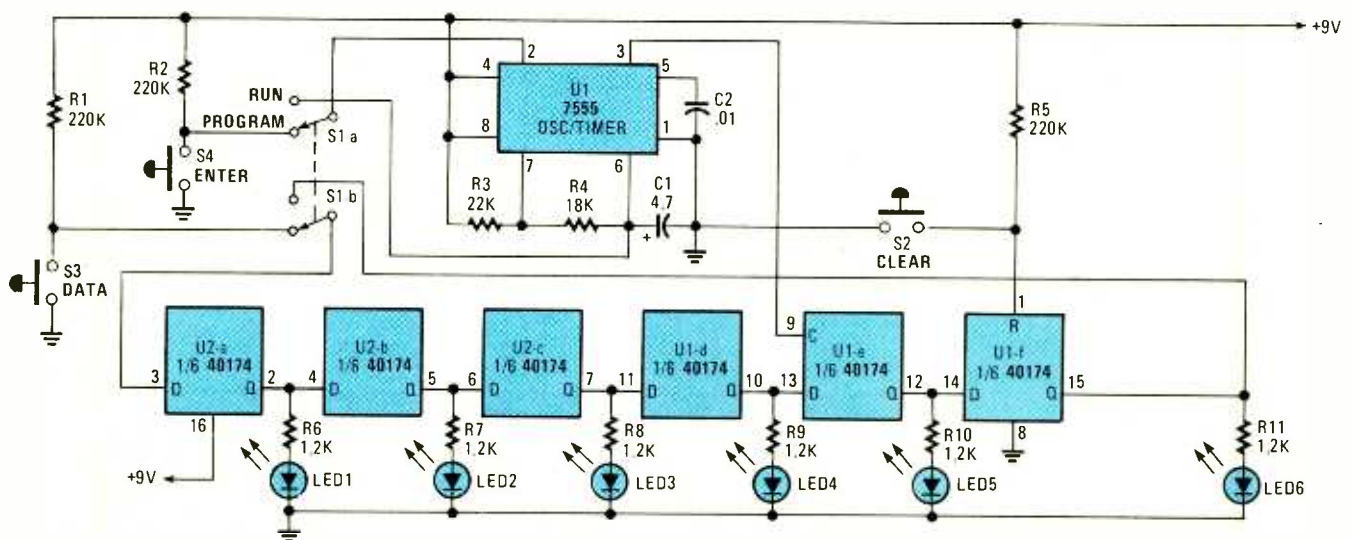 +9V
R1
220K
R2
220K
RUN
PROGRAM
S1a
S4
ENTER
S1b
S3
DATA
2
3
4
5
8
1
7
6
U1
7555
OSC/TIMER
C2
.01
R3
22K
R4
18K
C1
4.7
+
R5
220K
S2
CLEAR
1
R
9
C
U2-a
1/6 40174
3
D
Q
2
16
+9V
U2-b
1/6 40174
4
D
Q
5
U2-c
1/6 40174
6
D
Q
7
U1-d
1/6 40174
11
D
Q
10
U1-e
1/6 40174
13
D
Q
12
U1-f
1/6 40174
14
D
Q
15
8
R6
1.2K
LED1
R7
1.2K
LED2
R8
1.2K
LED3
R9
1.2K
LED4
R10
1.2K
LED5
R11
1.2K
LED6